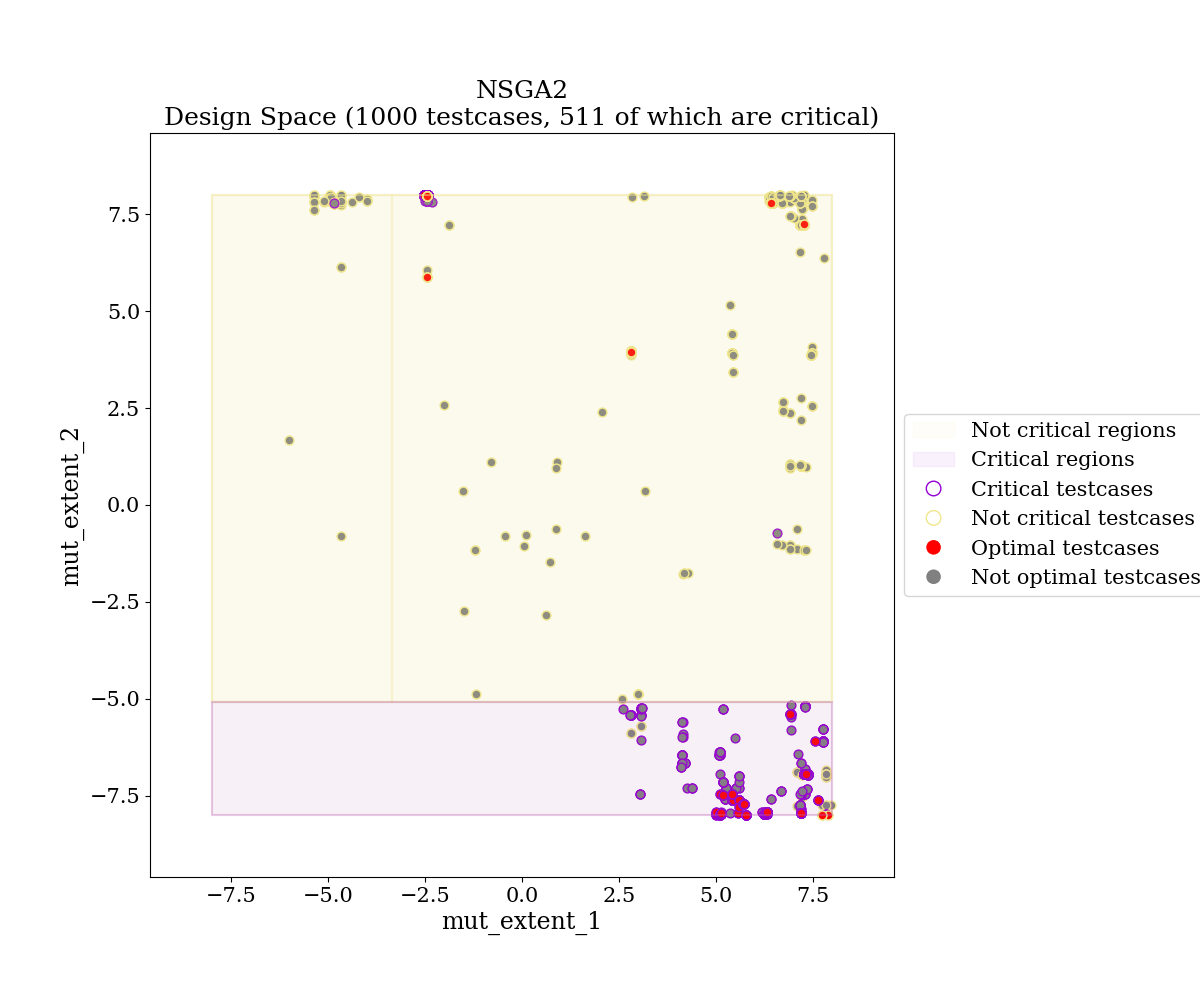 NSGA2
Design Space (1000 testcases, 511 of which are critical)
7.5
5.0
2.5
0.0
−2.5
−5.0
−7.5
mut_extent_2
−7.5
−5.0
−2.5
0.0
2.5
5.0
7.5
mut_extent_1
Not critical regions
Critical regions
Critical testcases
Not critical testcases
Optimal testcases
Not optimal testcases